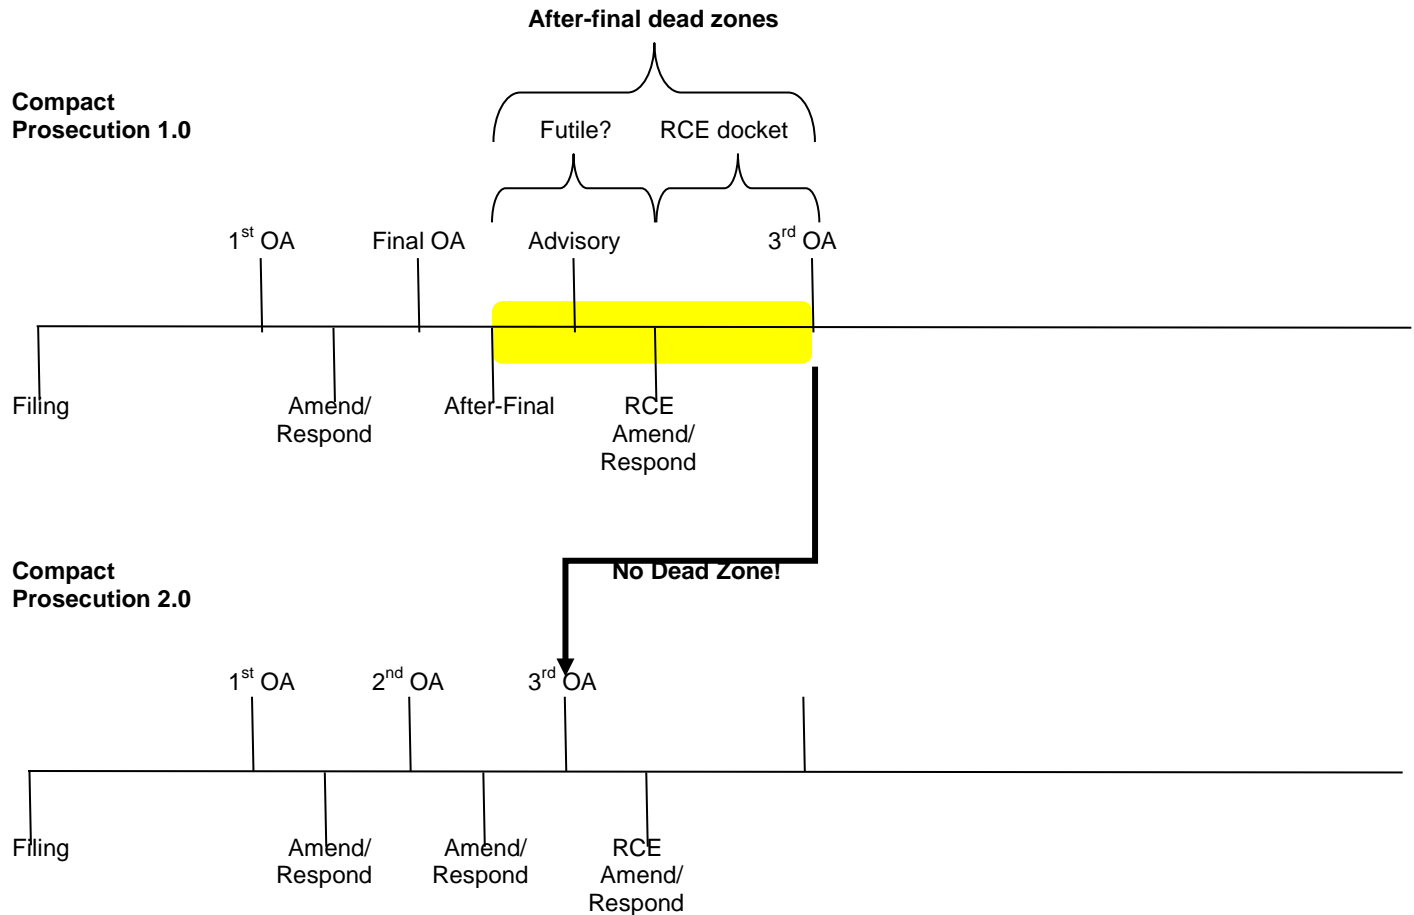 After-final dead zones
Compact
Prosecution 1.0
Futile?
RCE docket
1st OA
Final OA
Advisory
3rd OA
Filing
Amend/
Respond
After-Final
RCE
Amend/
Respond
Compact
Prosecution 2.0
No Dead Zone!
1st OA
2nd OA
3rd OA
Filing
Amend/
Respond
Amend/
Respond
RCE
Amend/
Respond